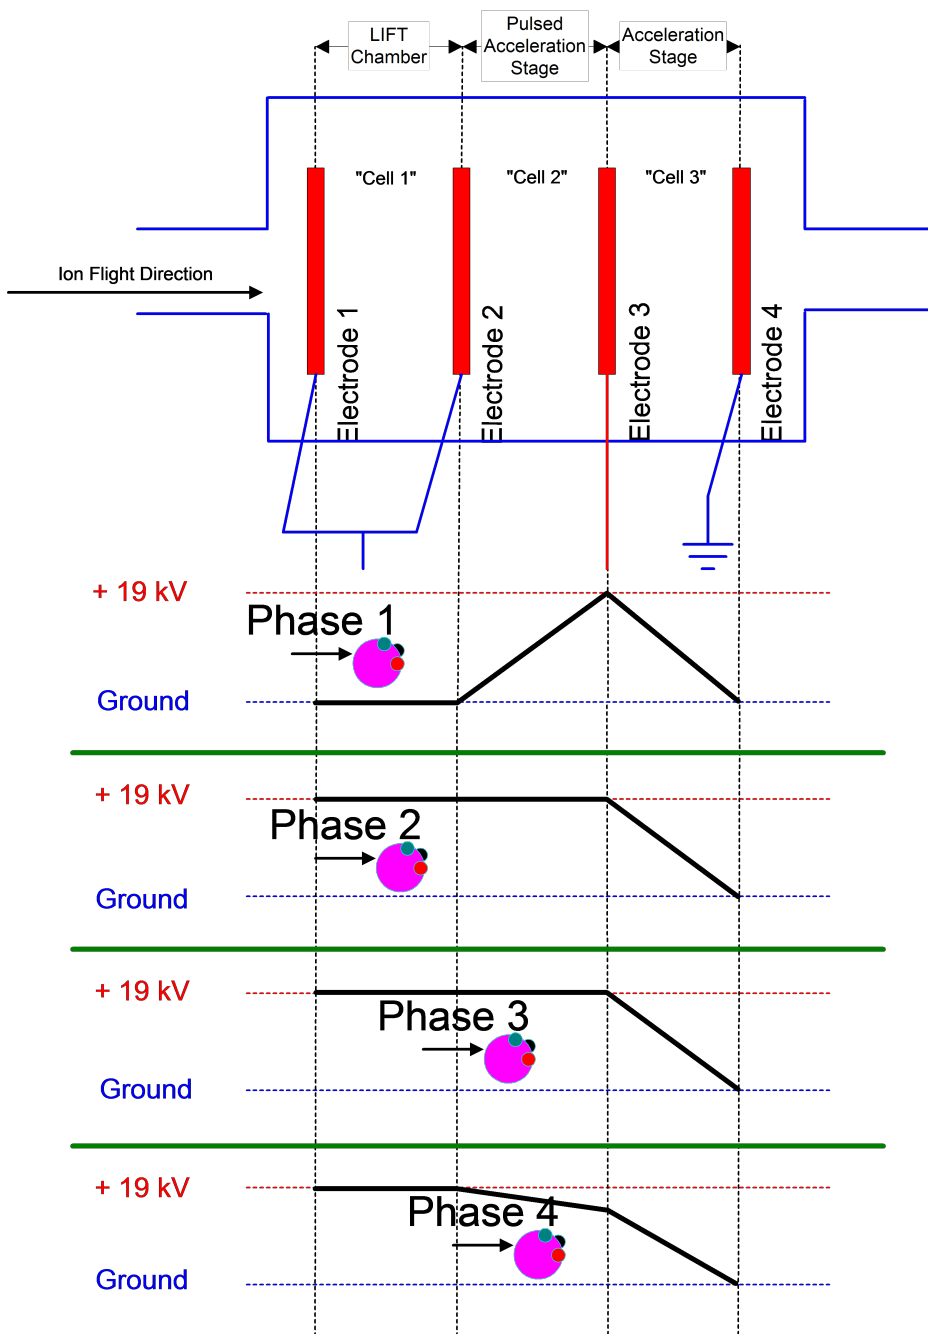 LIFT
Chamber
Pulsed
Acceleration
Stage
Acceleration
Stage
"Cell 1"
"Cell 2"
"Cell 3"
Ion Flight Direction
Electrode 1
Electrode 2
Electrode 3
Electrode 4
+ 19 kV
Phase 1
Ground
+ 19 kV
Phase 2
Ground
+ 19 kV
Phase 3
Ground
+ 19 kV
Phase 4
Ground